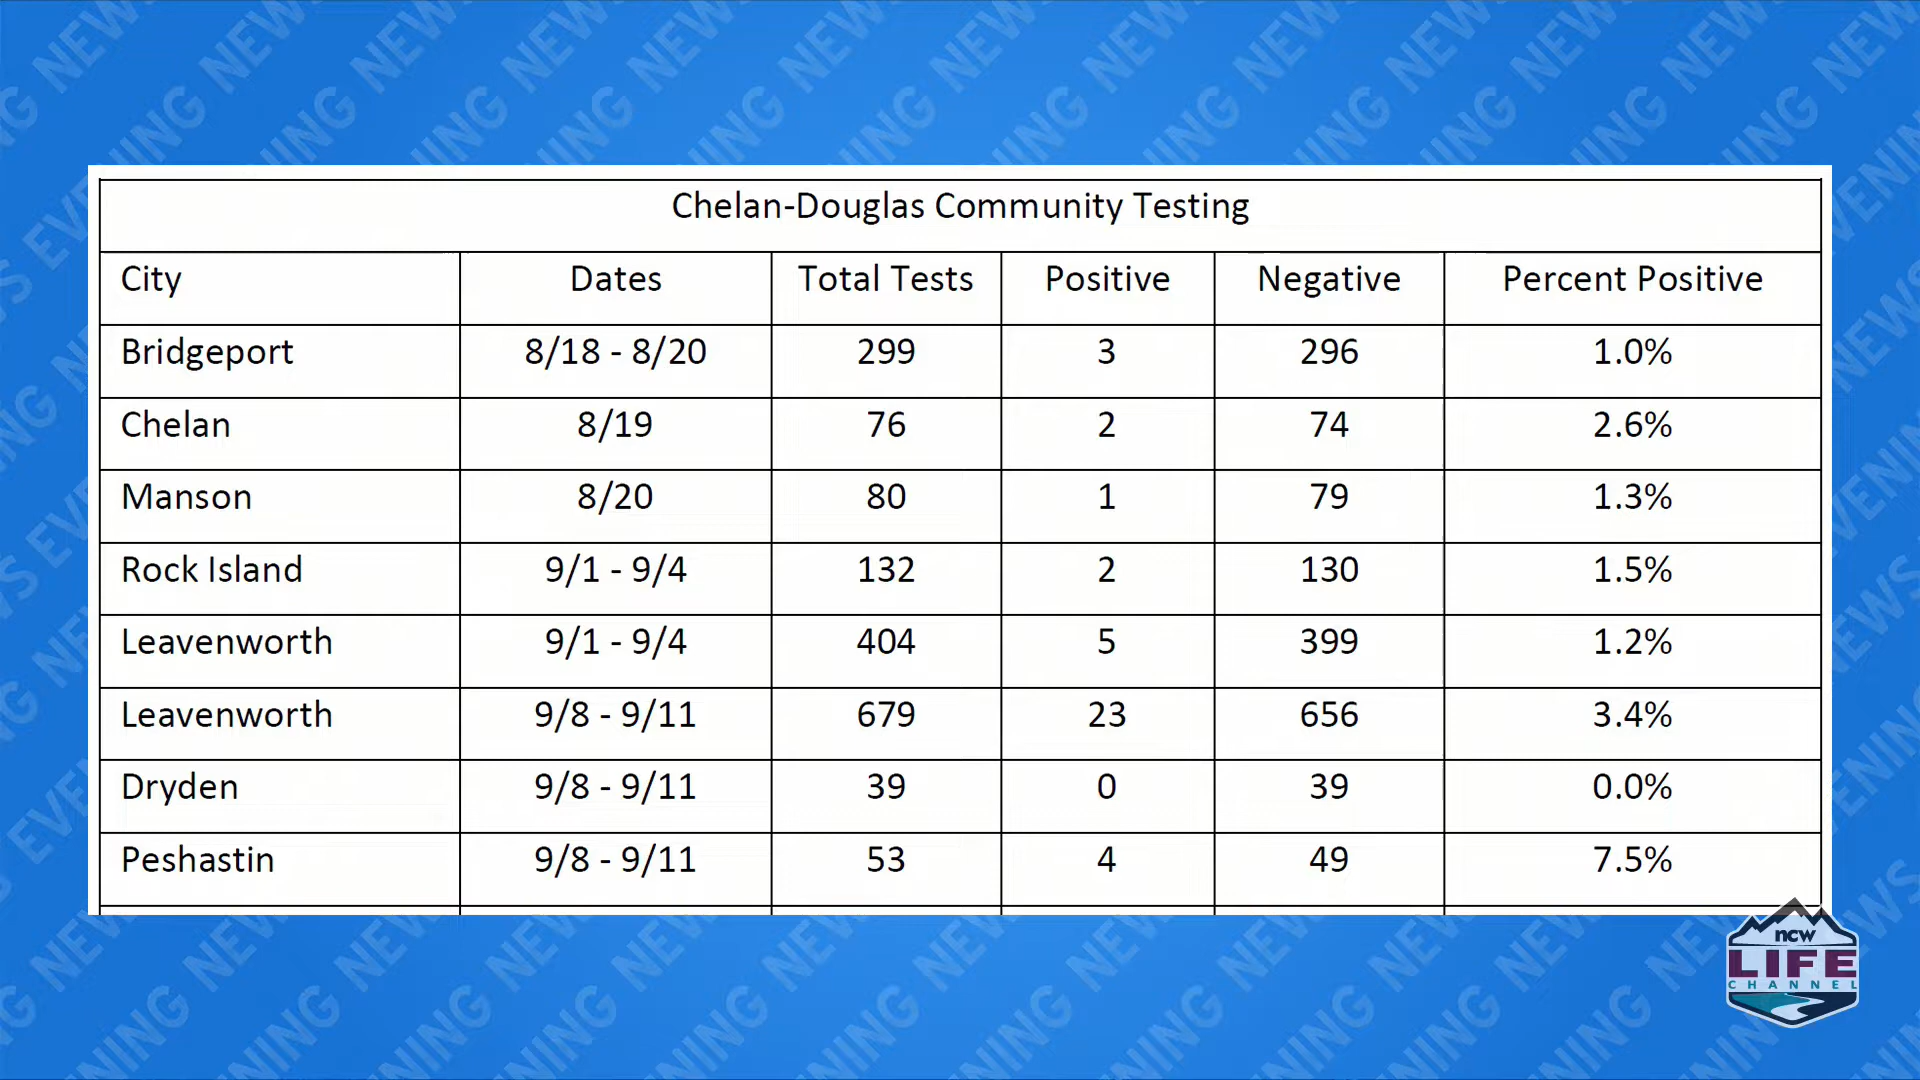 Chelan-Douglas Community Testing
City Dates Total Tests Positive Negative Percent Positive
Bridgeport 8/18 - 8/20 299 3 296 1.0%
Chelan 8/19 76 2 74 2.6%
Manson 8/20 80 1 79 1.3%
Rock Island 9/1 - 9/4 132 2 130 1.5%
Leavenworth 9/1 - 9/4 404 5 399 1.2%
Leavenworth 9/8 - 9/11 679 23 656 3.4%
Dryden 9/8 - 9/11 39 0 39 0.0%
Peshastin 9/8 - 9/11 53 4 49 7.5%
ncw
LIFE
CHANNEL